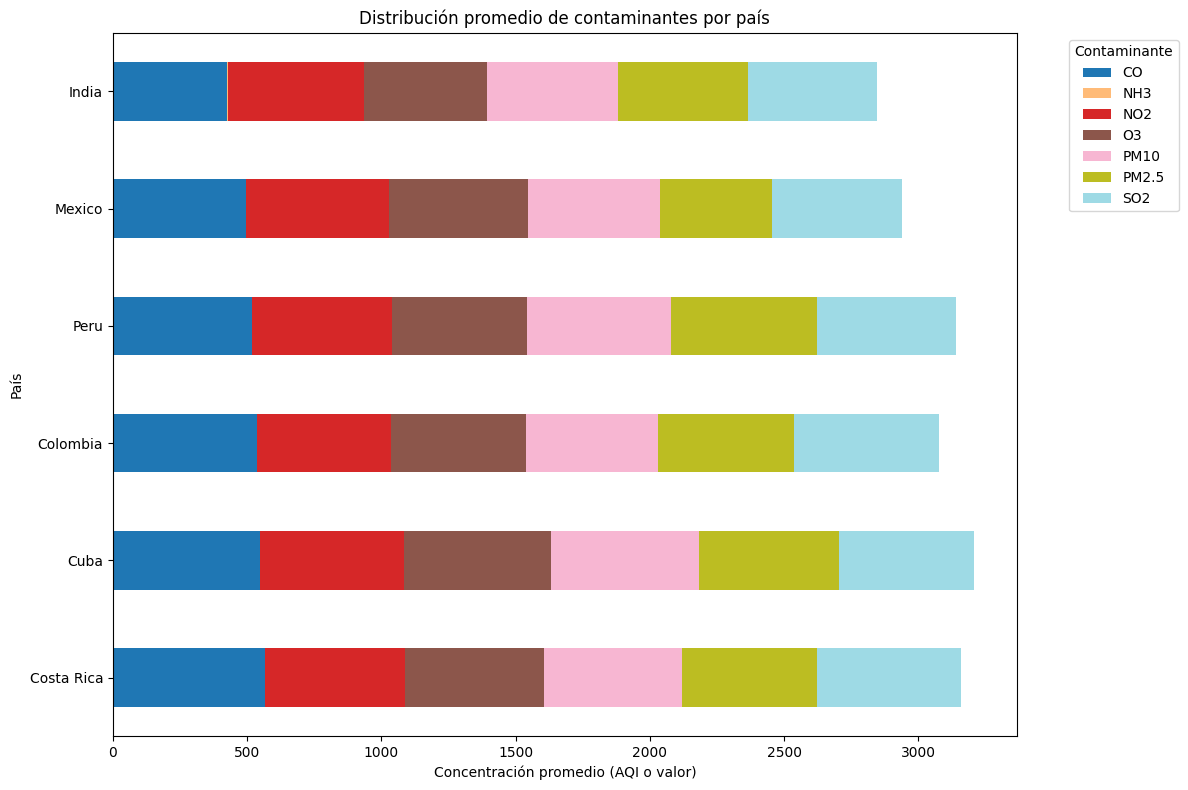 Distribución promedio de contaminantes por país
Contaminante
CO
NH3
NO2
O3
PM10
PM2.5
SO2
País
India
Mexico
Peru
Colombia
Cuba
Costa Rica
0 500 1000 1500 2000 2500 3000
Concentración promedio (AQI o valor)